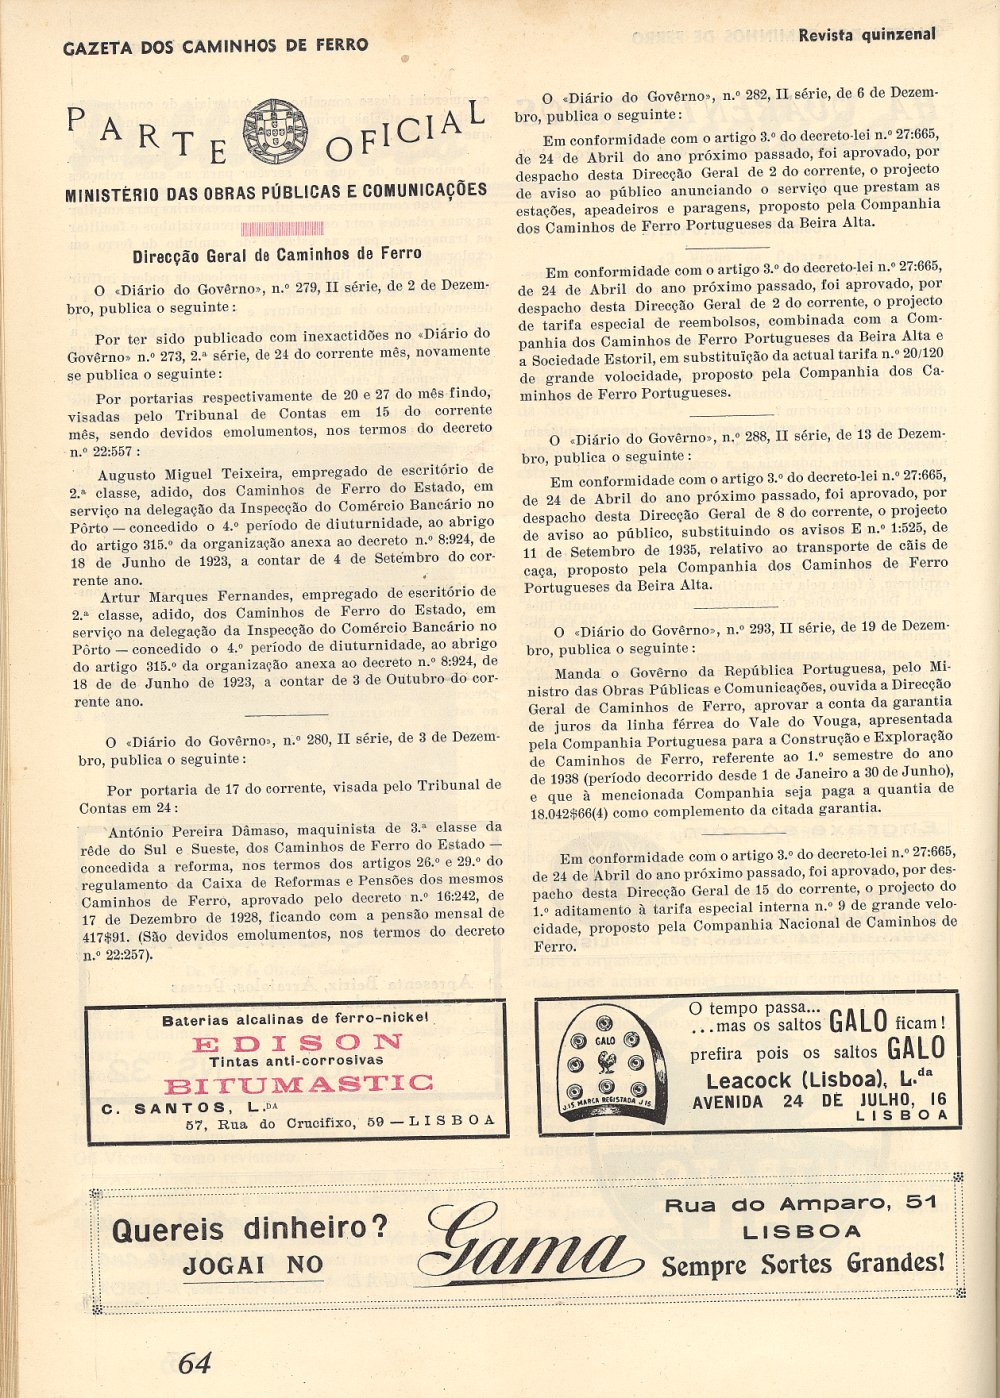 GAZETA DOS CAMINHOS DE FERRO
Revista quinzenal
PARTE OFICIAL
MINISTÉRIO DAS OBRAS PÚBLICAS E COMUNICAÇÕES
Direcção Geral de Caminhos de Ferro
O «Diário do Govêrno», n.º 279, II série, de 2 de Dezem-
bro, publica o seguinte:
Por ter sido publicado com inexactidões no «Diário do
Govêrno» n.º 273, 2.ª série, de 24 do corrente mês, novamente
se publica o seguinte:
Por portarias respectivamente de 20 e 27 do mês findo,
visadas pelo Tribunal de Contas em 15 do corrente
mês, sendo devidos emolumentos, nos termos do decreto
n.º 22:557:
Augusto Miguel Teixeira, empregado de escritório de
2.ª classe, adido, dos Caminhos de Ferro do Estado, em
serviço na delegação da Inspecção do Comércio Bancário no
Pôrto — concedido o 4.º período de diuturnidade, ao abrigo
do artigo 315.º da organização anexa ao decreto n.º 8:924, de
18 de Junho de 1923, a contar de 4 de Setembro do cor-
rente ano.
Artur Marques Fernandes, empregado de escritório de
2.ª classe, adido, dos Caminhos de Ferro do Estado, em
serviço na delegação da Inspecção do Comércio Bancário no
Pôrto — concedido o 4.º período de diuturnidade, ao abrigo
do artigo 315.º da organização anexa ao decreto n.º 8:924, de
18 de de Junho de 1923, a contar de 3 de Outubro do cor-
rente ano.
O «Diário do Govêrno», n.º 280, II série, de 3 de Dezem-
bro, publica o seguinte:
Por portaria de 17 do corrente, visada pelo Tribunal de
Contas em 24:
António Pereira Dâmaso, maquinista de 3.ª classe da
rêde do Sul e Sueste, dos Caminhos de Ferro do Estado —
concedida a reforma, nos termos dos artigos 26.º e 29.º do
regulamento da Caixa de Reformas e Pensões dos mesmos
Caminhos de Ferro, aprovado pelo decreto n.º 16:242, de
17 de Dezembro de 1928, ficando com a pensão mensal de
417$91. (São devidos emolumentos, nos termos do decreto
n.º 22:257).
O «Diário do Govêrno», n.º 282, II série, de 6 de Dezem-
bro, publica o seguinte:
Em conformidade com o artigo 3.º do decreto-lei n.º 27:665,
de 24 de Abril do ano próximo passado, foi aprovado, por
despacho desta Direcção Geral de 2 do corrente, o projecto
de aviso ao público anunciando o serviço que prestam as
estações, apeadeiros e paragens, proposto pela Companhia
dos Caminhos de Ferro Portugueses da Beira Alta.
Em conformidade com o artigo 3.º do decreto-lei n.º 27:665,
de 24 de Abril do ano próximo passado, foi aprovado, por
despacho desta Direcção Geral de 2 do corrente, o projecto
de tarifa especial de reembolsos, combinada com a Com-
panhia dos Caminhos de Ferro Portugueses da Beira Alta e
a Sociedade Estoril, em substituïção da actual tarifa n.º 20/120
de grande volocidade, proposto pela Companhia dos Ca-
minhos de Ferro Portugueses.
O «Diário do Govêrno», n.º 288, II série, de 13 de Dezem-
bro, publica o seguinte:
Em conformidade com o artigo 3.º do decreto-lei n.º 27:665,
de 24 de Abril do ano próximo passado, foi aprovado, por
despacho desta Direcção Geral de 8 do corrente, o projecto
de aviso ao público, substituindo os avisos E n.º 1:525, de
11 de Setembro de 1935, relativo ao transporte de cãis de
caça, proposto pela Companhia dos Caminhos de Ferro
Portugueses da Beira Alta.
O «Diário do Govêrno», n.º 293, II série, de 19 de Dezem-
bro, publica o seguinte:
Manda o Govêrno da República Portuguesa, pelo Mi-
nistro das Obras Públicas e Comunicações, ouvida a Direcção
Geral de Caminhos de Ferro, aprovar a conta da garantia
de juros da linha férrea do Vale do Vouga, apresentada
pela Companhia Portuguesa para a Construção e Exploração
de Caminhos de Ferro, referente ao 1.º semestre do ano
de 1938 (período decorrido desde 1 de Janeiro a 30 de Junho),
e que à mencionada Companhia seja paga a quantia de
18.042$66(4) como complemento da citada garantia.
Em conformidade com o artigo 3.º do decreto-lei n.º 27:665,
de 24 de Abril do ano próximo passado, foi aprovado, por des-
pacho desta Direcção Geral de 15 do corrente, o projecto do
1.º aditamento à tarifa especial interna n.º 9 de grande velo-
cidade, proposto pela Companhia Nacional de Caminhos de
Ferro.
Baterias alcalinas de ferro-nickel
EDISON
Tintas anti-corrosivas
BITUMASTIC
C. SANTOS, L.DA
57, Rua do Crucifixo, 59 — LISBOA
GALO
J.15. MARCA REGISTADA J.15.
O tempo passa...
...mas os saltos GALO ficam!
prefira pois os saltos GALO
Leacock (Lisboa), L.da
AVENIDA 24 DE JULHO, 16
LISBOA
Quereis dinheiro?
JOGAI NO
Gama
Rua do Amparo, 51
LISBOA
Sempre Sortes Grandes!
64